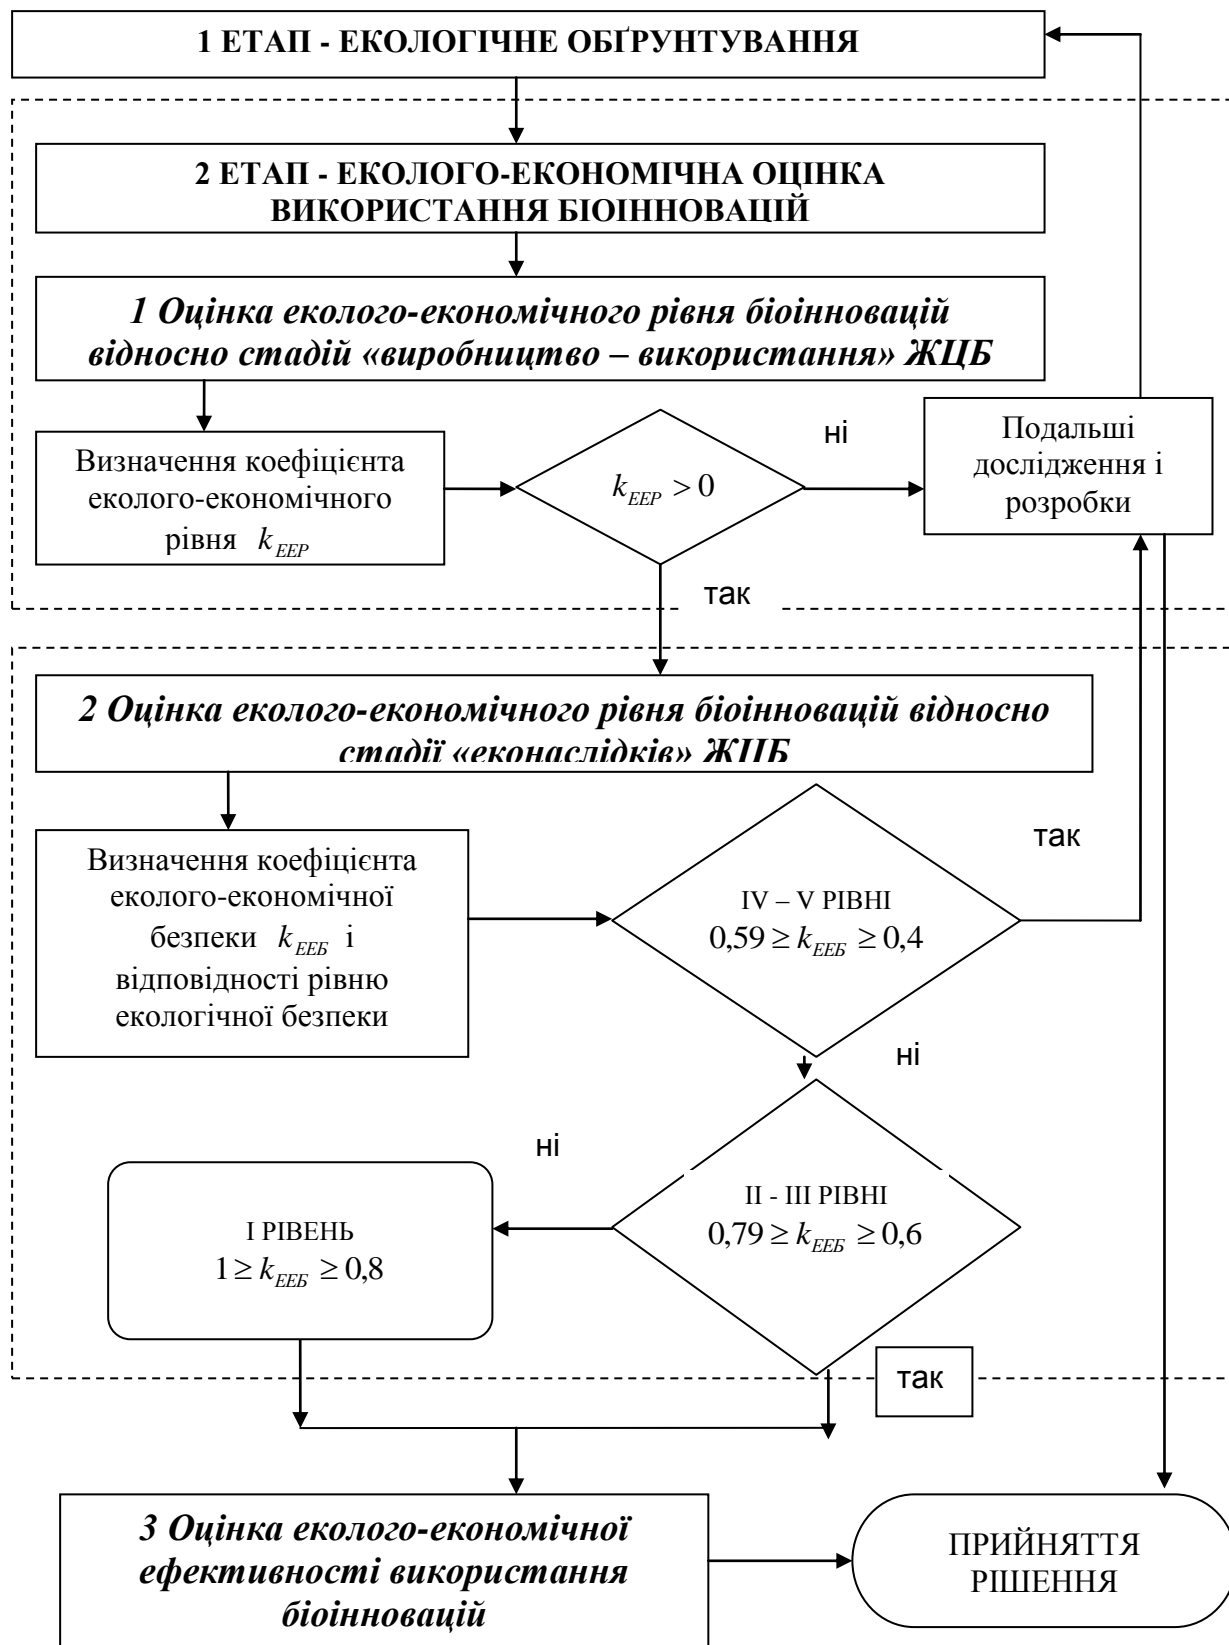 1 ЕТАП - ЕКОЛОГІЧНЕ ОБҐРУНТУВАННЯ
2 ЕТАП - ЕКОЛОГО-ЕКОНОМІЧНА ОЦІНКА
ВИКОРИСТАННЯ БІОІННОВАЦІЙ
1 Оцінка еколого-економічного рівня біоінновацій
відносно стадій «виробництво – використання» ЖЦБ
Визначення коефіцієнта
еколого-економічного
рівня k_ЕЕР
k_ЕЕР > 0
ні
Подальші
дослідження і
розробки
так
2 Оцінка еколого-економічного рівня біоінновацій відносно
стадії «еконаслідків» ЖЦБ
Визначення коефіцієнта
еколого-економічної
безпеки k_ЕЕБ і
відповідності рівню
екологічної безпеки
IV – V РІВНІ
0,59 ≥ k_ЕЕБ ≥ 0,4
так
ні
II - III РІВНІ
0,79 ≥ k_ЕЕБ ≥ 0,6
ні
I РІВЕНЬ
1 ≥ k_ЕЕБ ≥ 0,8
так
3 Оцінка еколого-економічної
ефективності використання
біоінновацій
ПРИЙНЯТТЯ
РІШЕННЯ